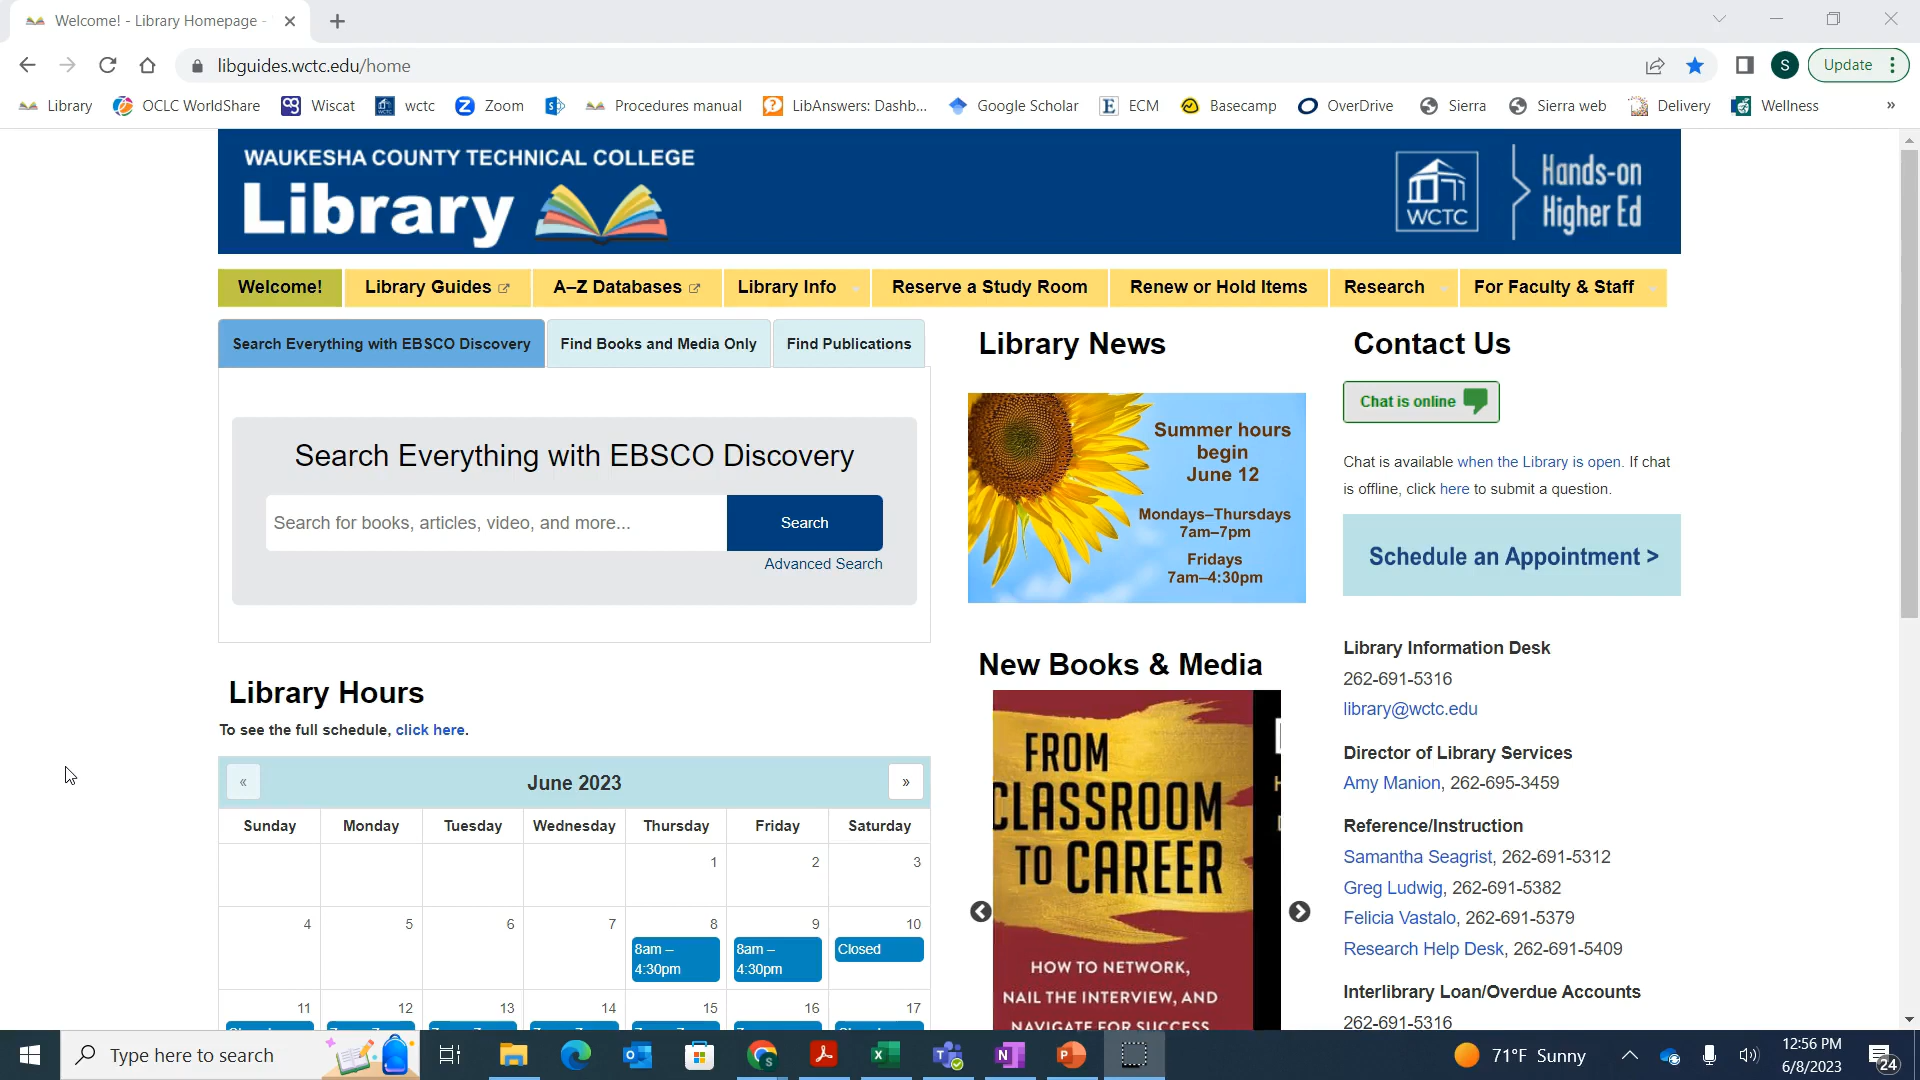 Welcome! - Library Homepage -
libguides.wctc.edu/home
S
Update
Library
OCLC WorldShare
Wiscat
wctc
Zoom
Procedures manual
LibAnswers: Dashb...
Google Scholar
ECM
Basecamp
OverDrive
Sierra
Sierra web
Delivery
Wellness
»
WAUKESHA COUNTY TECHNICAL COLLEGE
Library
WCTC
Hands-on
Higher Ed
Welcome!
Library Guides
A–Z Databases
Library Info
Reserve a Study Room
Renew or Hold Items
Research
For Faculty & Staff
Search Everything with EBSCO Discovery
Find Books and Media Only
Find Publications
Search Everything with EBSCO Discovery
Search for books, articles, video, and more...
Search
Advanced Search
Library Hours
To see the full schedule, click here.
« June 2023 »
Sunday Monday Tuesday Wednesday Thursday Friday Saturday
1 2 3
4 5 6 7 8 9 10
8am – 8am – Closed
4:30pm 4:30pm
11 12 13 14 15 16 17
Library News
Summer hours
begin
June 12
Mondays–Thursdays
7am–7pm
Fridays
7am–4:30pm
New Books & Media
FROM
CLASSROOM
TO CAREER
HOW TO NETWORK,
NAIL THE INTERVIEW, AND
NAVIGATE FOR SUCCESS
Contact Us
Chat is online
Chat is available when the Library is open. If chat
is offline, click here to submit a question.
Schedule an Appointment >
Library Information Desk
262-691-5316
library@wctc.edu
Director of Library Services
Amy Manion, 262-695-3459
Reference/Instruction
Samantha Seagrist, 262-691-5312
Greg Ludwig, 262-691-5382
Felicia Vastalo, 262-691-5379
Research Help Desk, 262-691-5409
Interlibrary Loan/Overdue Accounts
262-691-5316
Type here to search
71°F Sunny
12:56 PM
6/8/2023
24